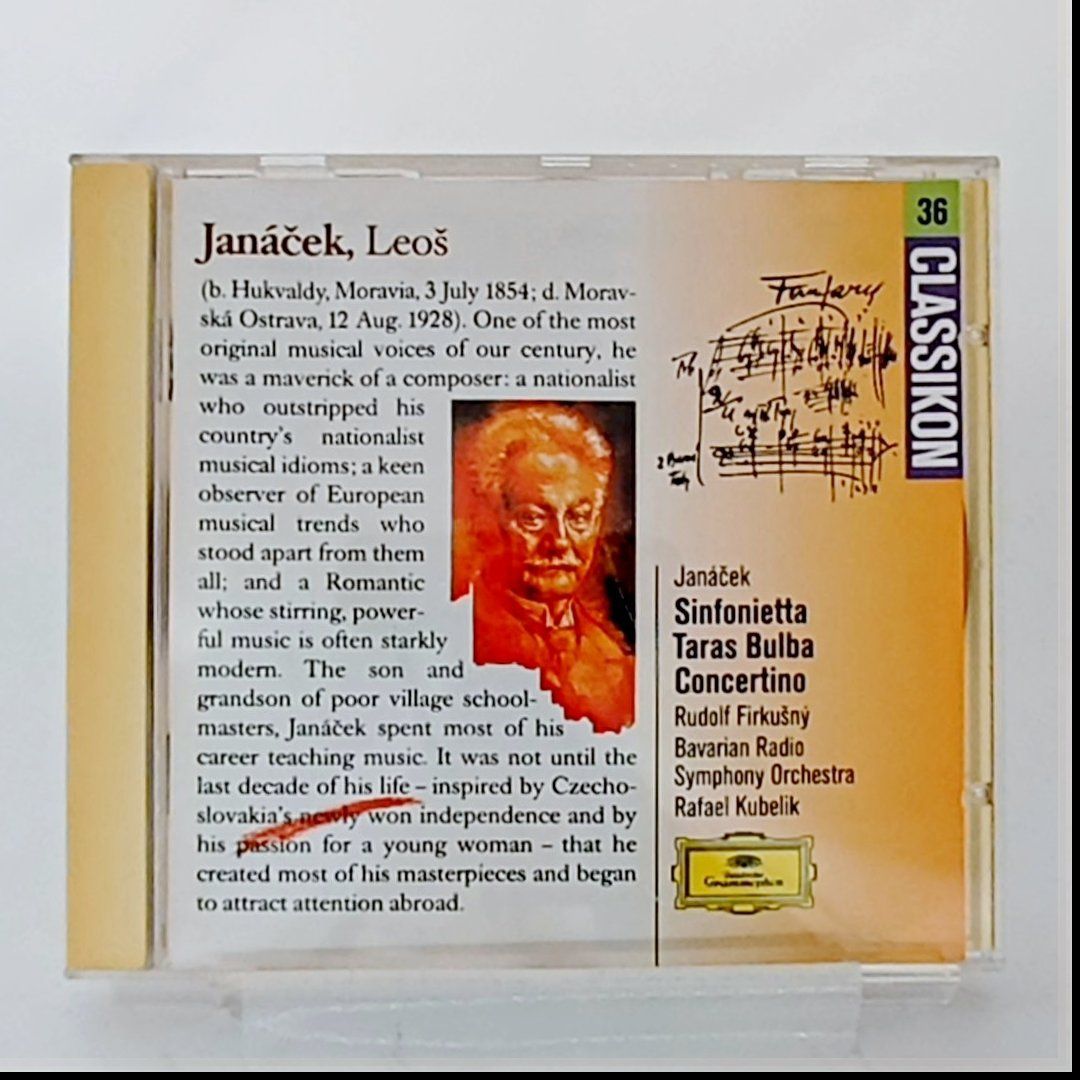 Janáček, Leoš
(b. Hukvaldy, Moravia, 3 July 1854; d. Morav-
ská Ostrava, 12 Aug. 1928). One of the most
original musical voices of our century, he
was a maverick of a composer: a nationalist
who outstripped his
country's nationalist
musical idioms; a keen
observer of European
musical trends who
stood apart from them
all; and a Romantic
whose stirring, power-
ful music is often starkly
modern. The son and
grandson of poor village school-
masters, Janáček spent most of his
career teaching music. It was not until the
last decade of his life – inspired by Czecho-
slovakia's newly won independence and by
his passion for a young woman – that he
created most of his masterpieces and began
to attract attention abroad.
36
CLASSIKON
Fanfary
Janáček
Sinfonietta
Taras Bulba
Concertino
Rudolf Firkušný
Bavarian Radio
Symphony Orchestra
Rafael Kubelik
Deutsche
Grammophon